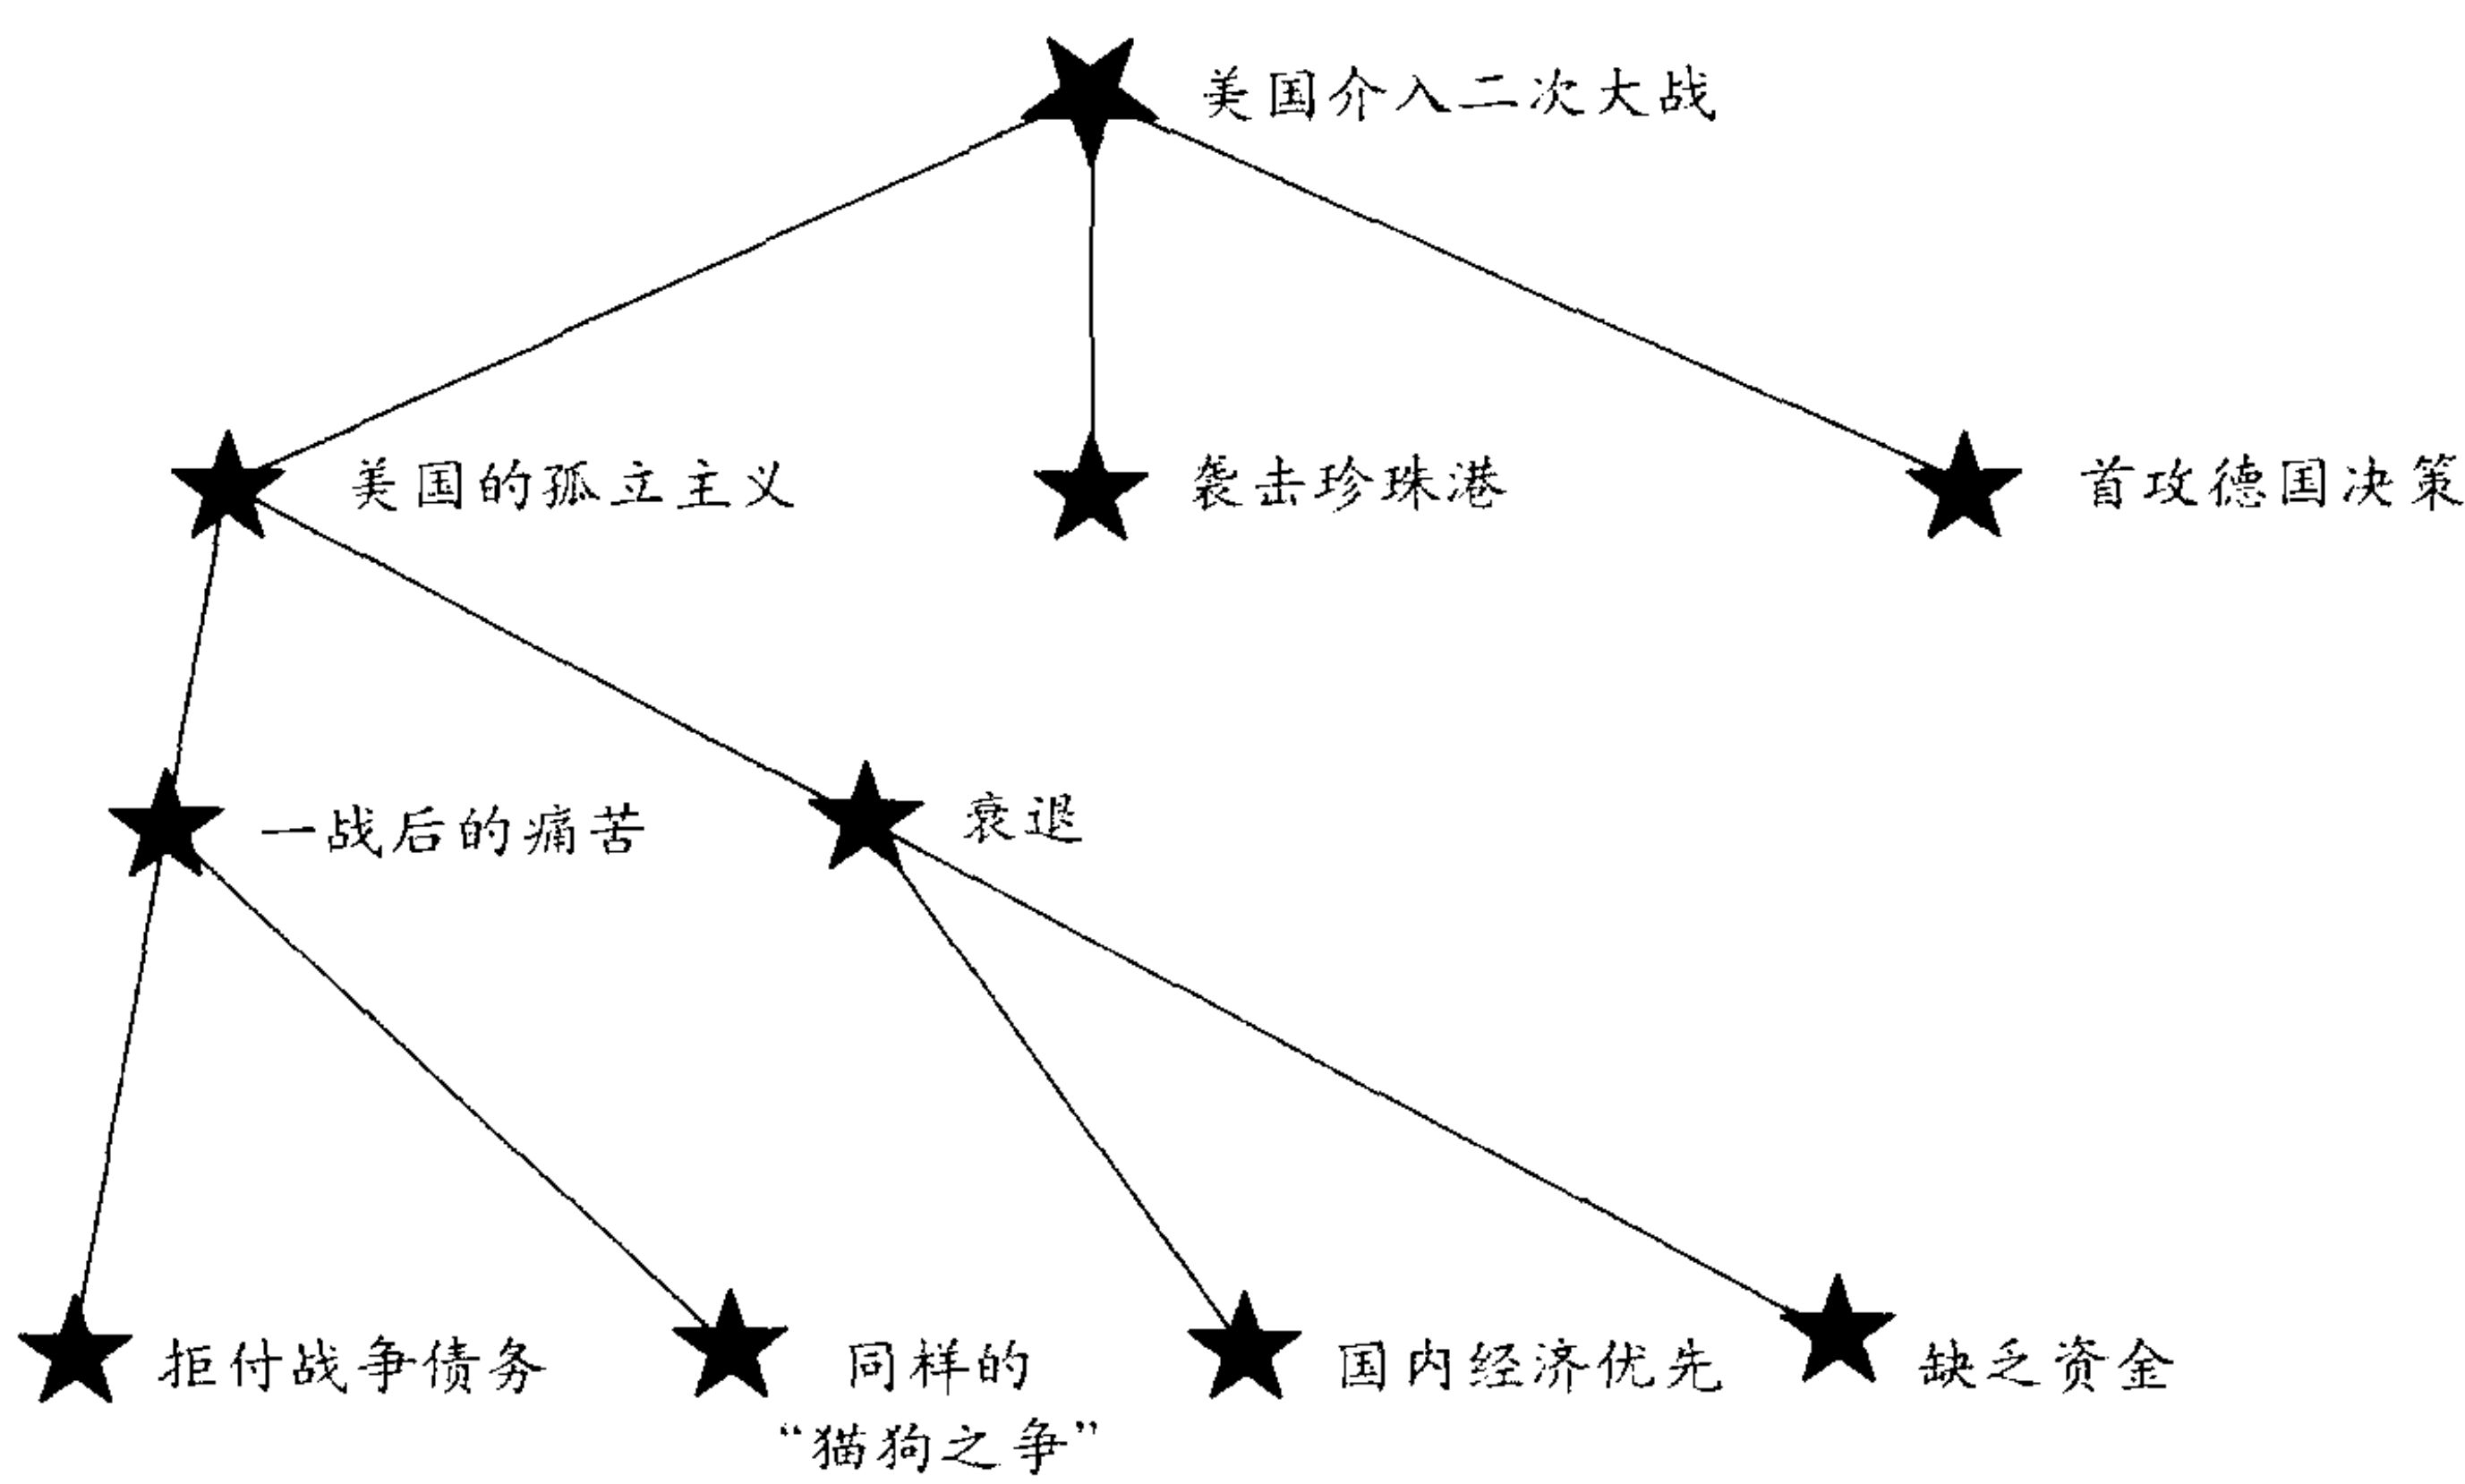 美国介入二次大战
美国的孤立主义
袭击珍珠港
首攻德国决策
一战后的痛苦
衰退
拒付战争债务
同样的
“猫狗之争”
国内经济优先
缺乏资金